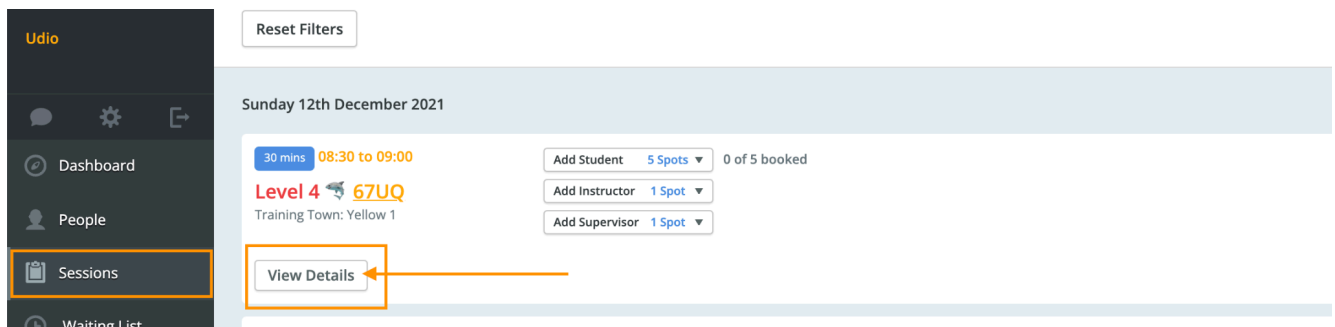 Udio
Dashboard
People
Sessions
Waiting List
Reset Filters
Sunday 12th December 2021
30 mins 08:30 to 09:00
Level 4 67UQ
Training Town: Yellow 1
View Details
Add Student 5 Spots ▼ 0 of 5 booked
Add Instructor 1 Spot ▼
Add Supervisor 1 Spot ▼